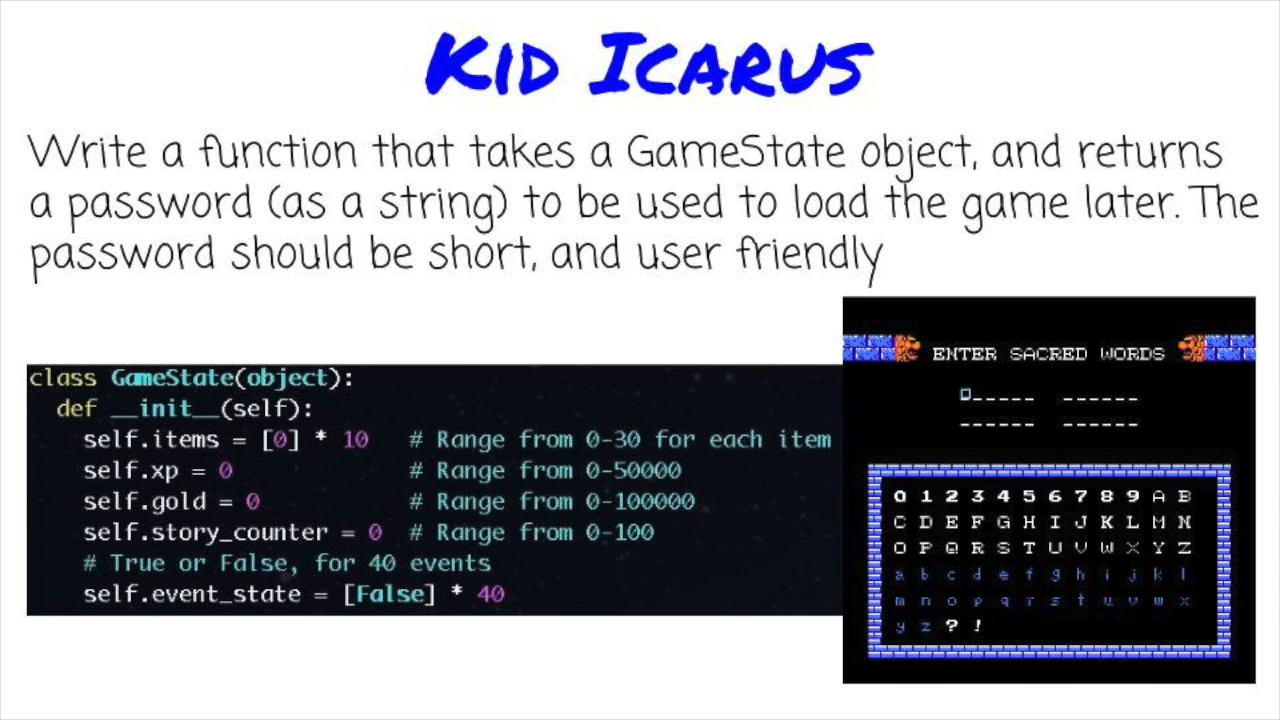 Kid Icarus
Write a function that takes a GameState object, and returns
a password (as a string) to be used to load the game later. The
password should be short, and user friendly
class GameState(object):
  def __init__(self):
    self.items = [0] * 10   # Range from 0-30 for each item
    self.xp = 0             # Range from 0-50000
    self.gold = 0           # Range from 0-100000
    self.story_counter = 0  # Range from 0-100
    # True or False, for 40 events
    self.event_state = [False] * 40
ENTER SACRED WORDS
0 1 2 3 4 5 6 7 8 9 A B
C D E F G H I J K L M N
O P Q R S T U V W X Y Z
a b c d e f g h i j k l
m n o p q r s t u v w x
y z ? !